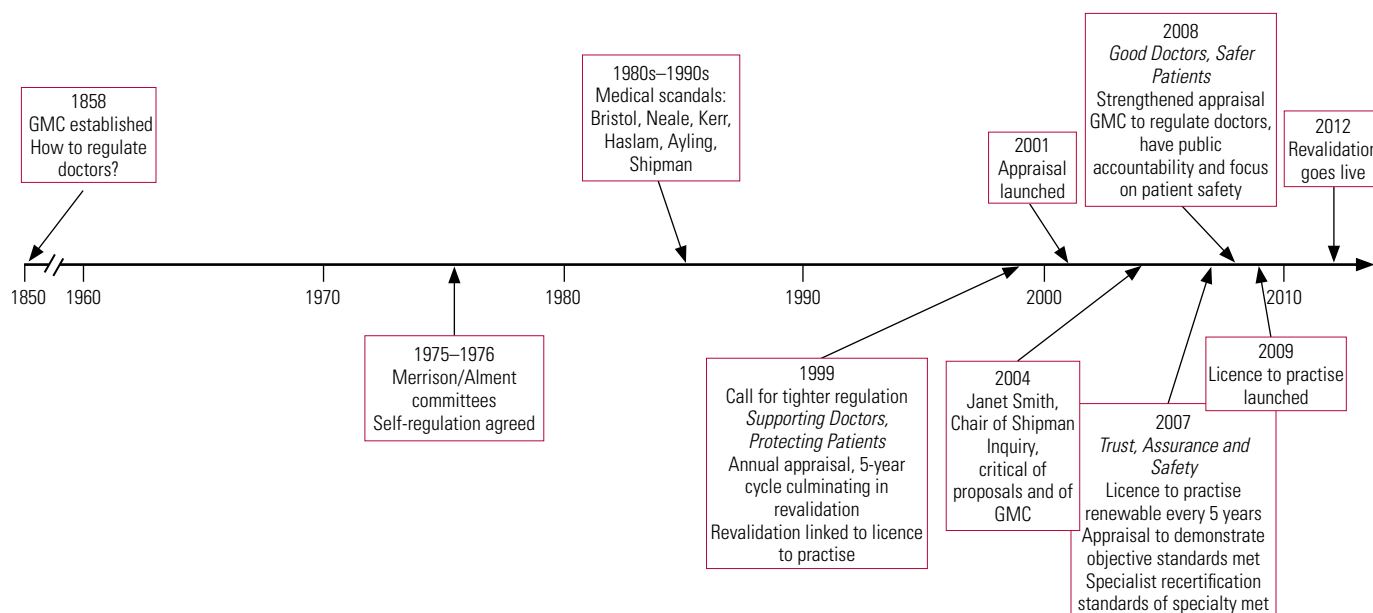 1858
GMC established
How to regulate
doctors?
1980s–1990s
Medical scandals:
Bristol, Neale, Kerr,
Haslam, Ayling,
Shipman
2001
Appraisal
launched
2008
Good Doctors, Safer
Patients
Strengthened appraisal
GMC to regulate doctors,
have public
accountability and focus
on patient safety
2012
Revalidation
goes live
1850
1960
1970
1980
1990
2000
2010
1975–1976
Merrison/Alment
committees
Self-regulation agreed
1999
Call for tighter regulation
Supporting Doctors,
Protecting Patients
Annual appraisal, 5-year
cycle culminating in
revalidation
Revalidation linked to licence
to practise
2004
Janet Smith,
Chair of Shipman
Inquiry,
critical of
proposals and of
GMC
2007
Trust, Assurance and
Safety
Licence to practise
renewable every 5 years
Appraisal to demonstrate
objective standards met
Specialist recertification
standards of specialty met
2009
Licence to practise
launched